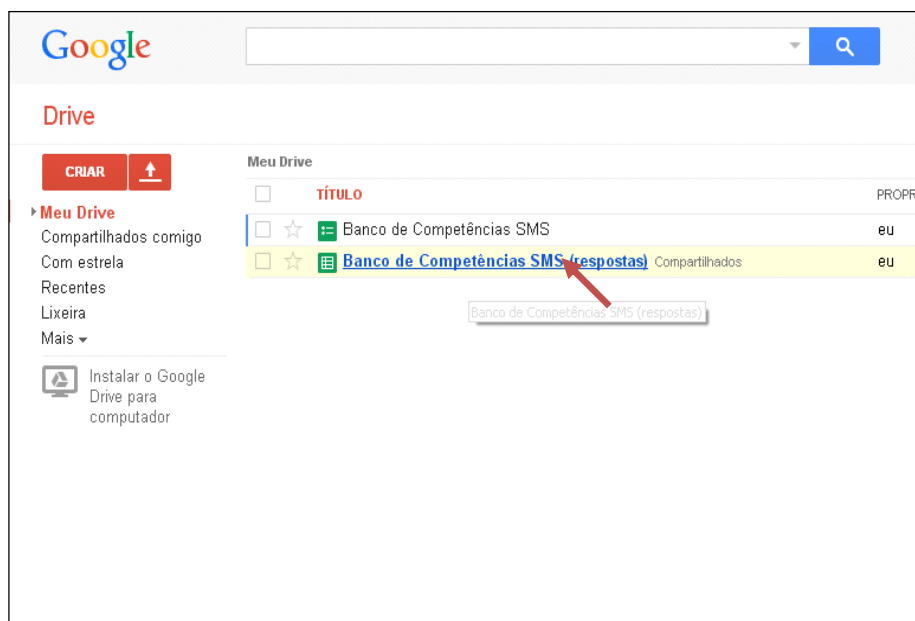 Google
Drive
CRIAR
Meu Drive
Compartilhados comigo
Com estrela
Recentes
Lixeira
Mais
Instalar o Google
Drive para
computador
Meu Drive
TÍTULO PROPR
Banco de Competências SMS eu
Banco de Competências SMS (respostas) Compartilhados eu
Banco de Competências SMS (respostas)